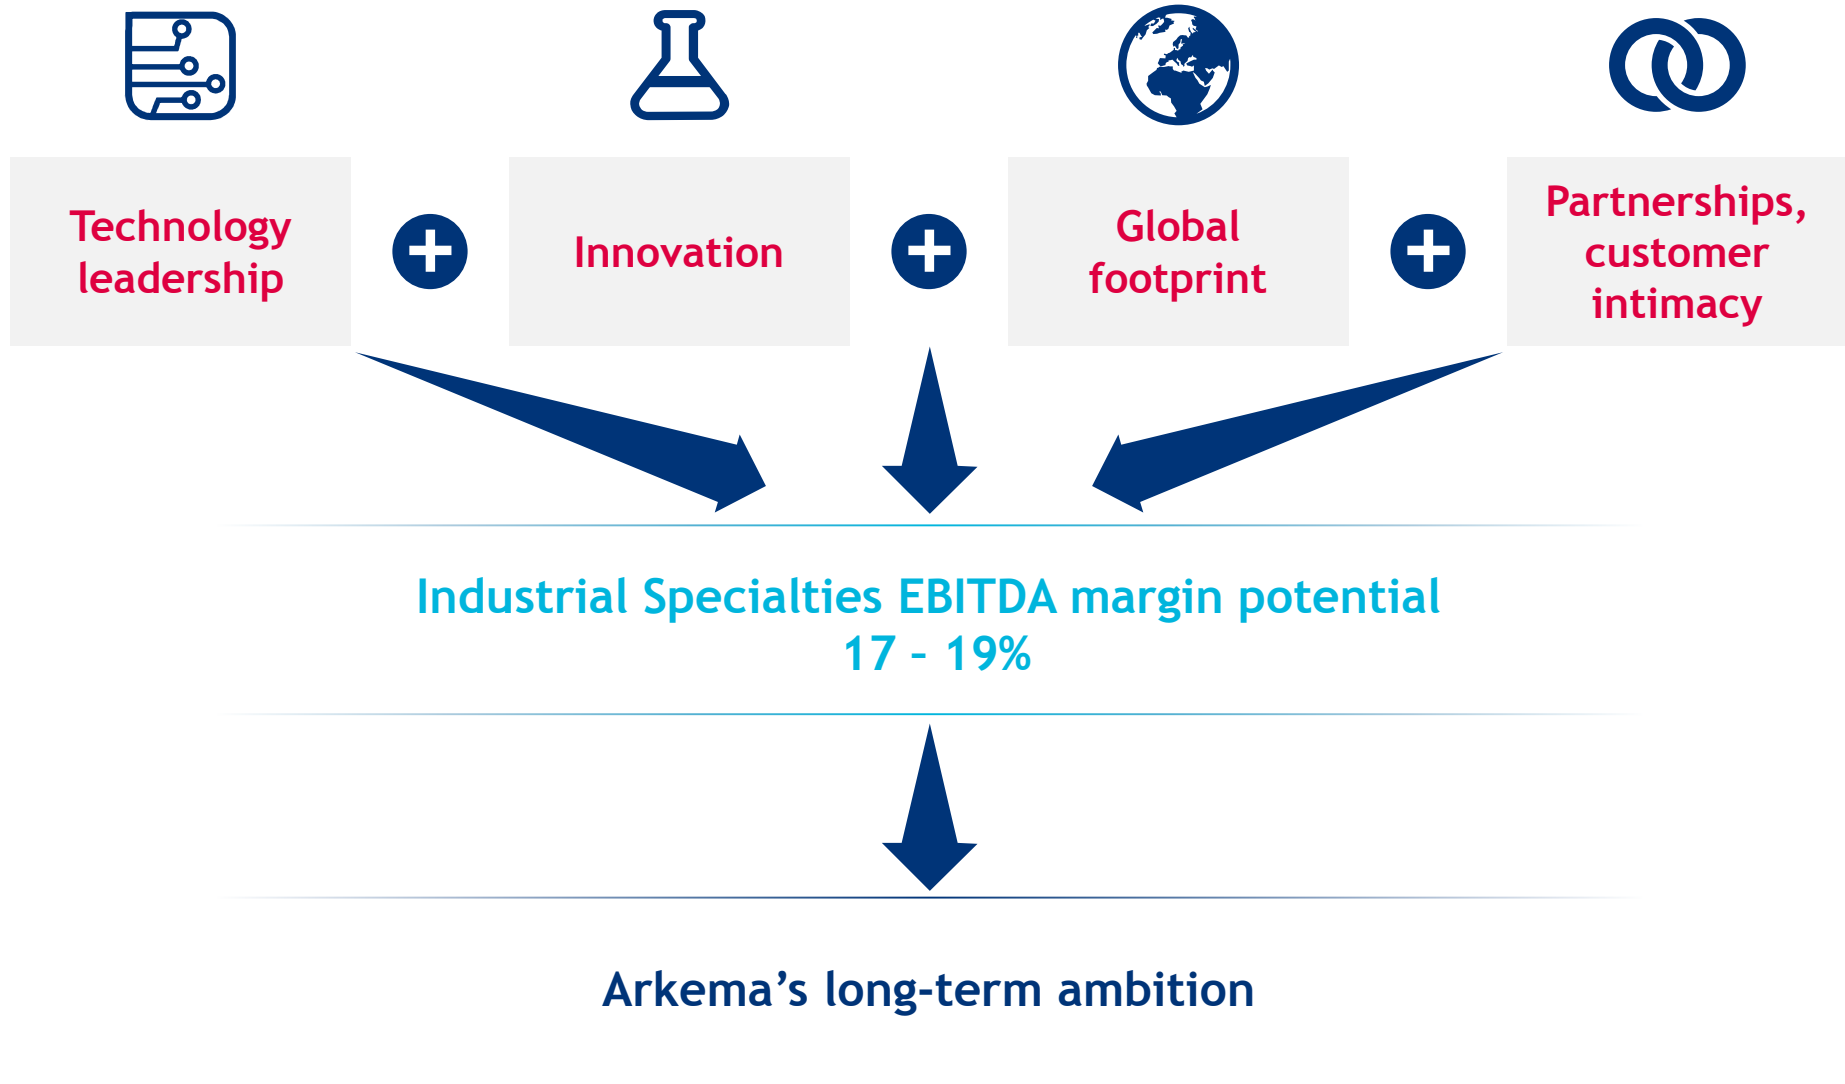 Technology
leadership
Innovation
Global
footprint
Partnerships,
customer
intimacy
Industrial Specialties EBITDA margin potential
17 – 19%
Arkema’s long-term ambition